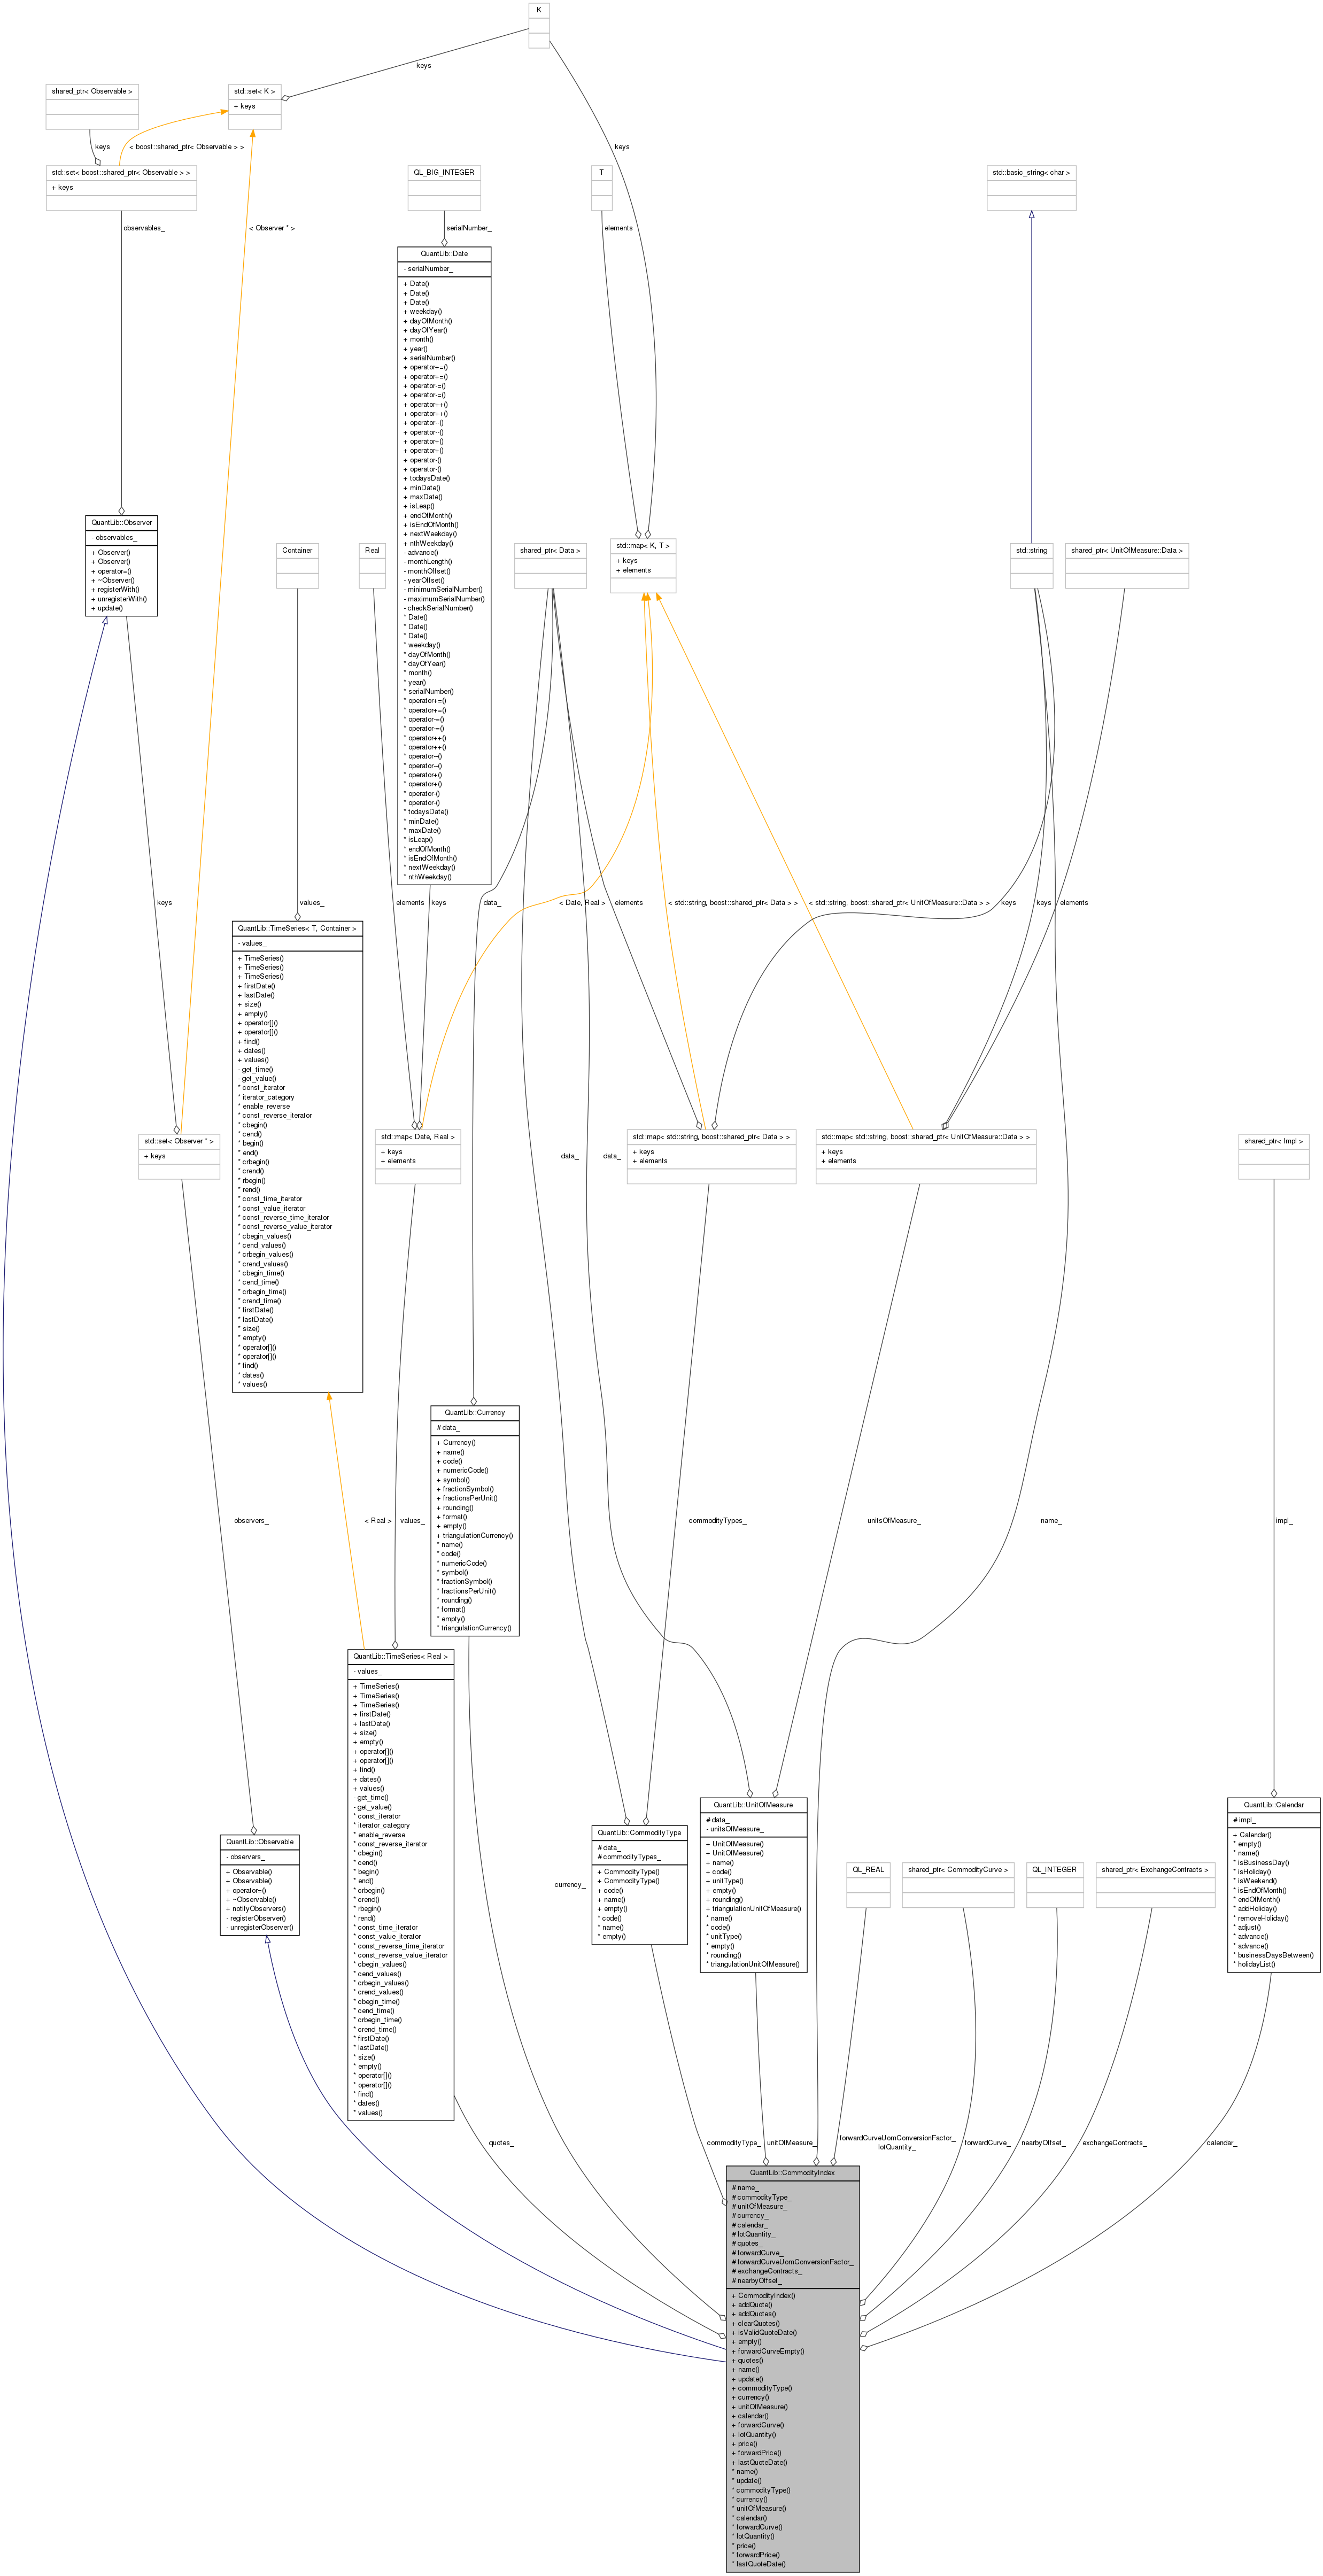 K
keys
shared_ptr< Observable >
std::set< K >
+ keys
keys
< boost::shared_ptr< Observable > >
keys
std::set< boost::shared_ptr< Observable > >
+ keys
QL_BIG_INTEGER
T
std::basic_string< char >
observables_
< Observer * >
serialNumber_
elements
QuantLib::Date
- serialNumber_
+ Date()
+ Date()
+ Date()
+ weekday()
+ dayOfMonth()
+ dayOfYear()
+ month()
+ year()
+ serialNumber()
+ operator+=()
+ operator+=()
+ operator-=()
+ operator-=()
+ operator++()
+ operator++()
+ operator--()
+ operator--()
+ operator+()
+ operator+()
+ operator-()
+ operator-()
+ todaysDate()
+ minDate()
+ maxDate()
+ isLeap()
+ endOfMonth()
+ isEndOfMonth()
+ nextWeekday()
+ nthWeekday()
- advance()
- monthLength()
- monthOffset()
- yearOffset()
- minimumSerialNumber()
- maximumSerialNumber()
- checkSerialNumber()
* Date()
* Date()
* Date()
* weekday()
* dayOfMonth()
* dayOfYear()
* month()
* year()
* serialNumber()
* operator+=()
* operator+=()
* operator-=()
* operator-=()
* operator++()
* operator++()
* operator--()
* operator--()
* operator+()
* operator+()
* operator-()
* operator-()
* todaysDate()
* minDate()
* maxDate()
* isLeap()
* endOfMonth()
* isEndOfMonth()
* nextWeekday()
* nthWeekday()
QuantLib::Observer
- observables_
+ Observer()
+ Observer()
+ operator=()
+ ~Observer()
+ registerWith()
+ unregisterWith()
+ update()
Container
Real
shared_ptr< Data >
std::map< K, T >
+ keys
+ elements
std::string
shared_ptr< UnitOfMeasure::Data >
keys
values_
elements
keys
data_
< Date, Real >
elements
< std::string, boost::shared_ptr< Data > >
< std::string, boost::shared_ptr< UnitOfMeasure::Data > >
keys
keys
elements
QuantLib::TimeSeries< T, Container >
- values_
+ TimeSeries()
+ TimeSeries()
+ TimeSeries()
+ firstDate()
+ lastDate()
+ size()
+ empty()
+ operator[]()
+ operator[]()
+ find()
+ dates()
+ values()
- get_time()
- get_value()
* const_iterator
* iterator_category
* enable_reverse
* const_reverse_iterator
* cbegin()
* cend()
* begin()
* end()
* crbegin()
* crend()
* rbegin()
* rend()
* const_time_iterator
* const_value_iterator
* const_reverse_time_iterator
* const_reverse_value_iterator
* cbegin_values()
* cend_values()
* crbegin_values()
* crend_values()
* cbegin_time()
* cend_time()
* crbegin_time()
* crend_time()
* firstDate()
* lastDate()
* size()
* empty()
* operator[]()
* operator[]()
* find()
* dates()
* values()
std::set< Observer * >
+ keys
std::map< Date, Real >
+ keys
+ elements
data_
data_
std::map< std::string, boost::shared_ptr< Data > >
+ keys
+ elements
std::map< std::string, boost::shared_ptr< UnitOfMeasure::Data > >
+ keys
+ elements
shared_ptr< Impl >
QuantLib::Currency
# data_
+ Currency()
+ name()
+ code()
+ numericCode()
+ symbol()
+ fractionSymbol()
+ fractionsPerUnit()
+ rounding()
+ format()
+ empty()
+ triangulationCurrency()
* name()
* code()
* numericCode()
* symbol()
* fractionSymbol()
* fractionsPerUnit()
* rounding()
* format()
* empty()
* triangulationCurrency()
observers_
< Real >
values_
commodityTypes_
unitsOfMeasure_
name_
impl_
QuantLib::TimeSeries< Real >
- values_
+ TimeSeries()
+ TimeSeries()
+ TimeSeries()
+ firstDate()
+ lastDate()
+ size()
+ empty()
+ operator[]()
+ operator[]()
+ find()
+ dates()
+ values()
- get_time()
- get_value()
* const_iterator
* iterator_category
* enable_reverse
* const_reverse_iterator
* cbegin()
* cend()
* begin()
* end()
* crbegin()
* crend()
* rbegin()
* rend()
* const_time_iterator
* const_value_iterator
* const_reverse_time_iterator
* const_reverse_value_iterator
* cbegin_values()
* cend_values()
* crbegin_values()
* crend_values()
* cbegin_time()
* cend_time()
* crbegin_time()
* crend_time()
* firstDate()
* lastDate()
* size()
* empty()
* operator[]()
* operator[]()
* find()
* dates()
* values()
QuantLib::Observable
- observers_
+ Observable()
+ Observable()
+ operator=()
+ ~Observable()
+ notifyObservers()
- registerObserver()
- unregisterObserver()
currency_
QuantLib::CommodityType
# data_
# commodityTypes_
+ CommodityType()
+ CommodityType()
+ code()
+ name()
+ empty()
* code()
* name()
* empty()
QuantLib::UnitOfMeasure
# data_
- unitsOfMeasure_
+ UnitOfMeasure()
+ UnitOfMeasure()
+ name()
+ code()
+ unitType()
+ empty()
+ rounding()
+ triangulationUnitOfMeasure()
* name()
* code()
* unitType()
* empty()
* rounding()
* triangulationUnitOfMeasure()
QL_REAL
shared_ptr< CommodityCurve >
QL_INTEGER
shared_ptr< ExchangeContracts >
QuantLib::Calendar
# impl_
+ Calendar()
* empty()
* name()
* isBusinessDay()
* isHoliday()
* isWeekend()
* isEndOfMonth()
* endOfMonth()
* addHoliday()
* removeHoliday()
* adjust()
* advance()
* advance()
* businessDaysBetween()
* holidayList()
quotes_
commodityType_
unitOfMeasure_
forwardCurveUomConversionFactor_
lotQuantity_
forwardCurve_
nearbyOffset_
exchangeContracts_
calendar_
QuantLib::CommodityIndex
# name_
# commodityType_
# unitOfMeasure_
# currency_
# calendar_
# lotQuantity_
# quotes_
# forwardCurve_
# forwardCurveUomConversionFactor_
# exchangeContracts_
# nearbyOffset_
+ CommodityIndex()
+ addQuote()
+ addQuotes()
+ clearQuotes()
+ isValidQuoteDate()
+ empty()
+ forwardCurveEmpty()
+ quotes()
+ name()
+ update()
+ commodityType()
+ currency()
+ unitOfMeasure()
+ calendar()
+ forwardCurve()
+ lotQuantity()
+ price()
+ forwardPrice()
+ lastQuoteDate()
* name()
* update()
* commodityType()
* currency()
* unitOfMeasure()
* calendar()
* forwardCurve()
* lotQuantity()
* price()
* forwardPrice()
* lastQuoteDate()